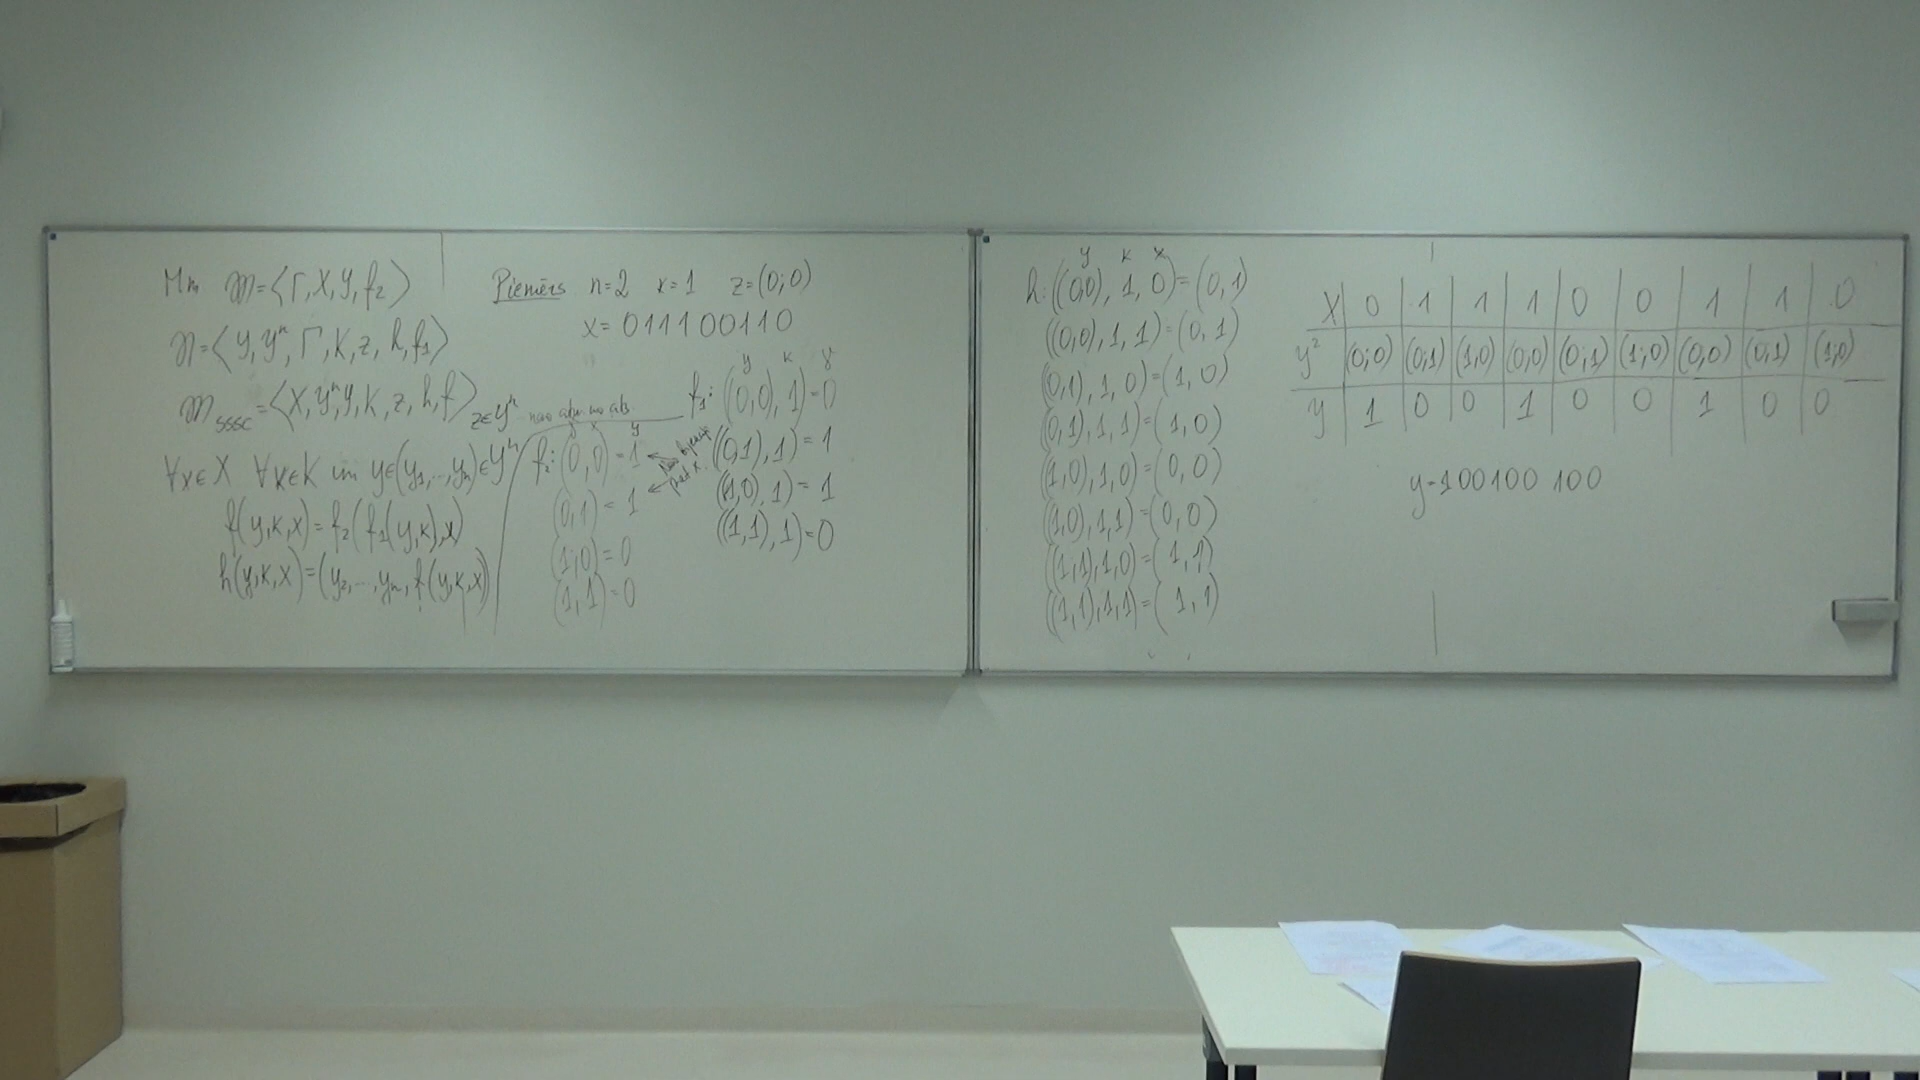 𝔐 = ⟨Γ, X, Y, f₂⟩
𝔑 = ⟨Y, Yⁿ, Γ, K, z, h, f₁⟩
𝔐_SSSC = ⟨X, Yⁿ, Y, K, z, h, f⟩ z∈Yⁿ
∀x∈X ∀κ∈K un y∈(y₁,...,yₙ)∈Yⁿ
f(y,κ,x) = f₂(f₁(y,κ),x)
h(y,κ,x) = (y₂,...,yₙ, f(y,κ,x))
Piemērs n=2 κ=1 z=(0;0)
x= 011100110
y x y
f₂: (0,0)=1
(0,1)=1
(1;0)=0
(1,1)=0
y κ γ
f₁: ((0,0),1)=0
((0,1),1)=1
((1,0),1)=1
((1,1),1)=0
y κ x
h: ((0,0),1,0)=(0,1)
((0,0),1,1)=(0,1)
((0,1),1,0)=(1,0)
((0,1),1,1)=(1,0)
((1,0),1,0)=(0,0)
((1,0),1,1)=(0,0)
((1,1),1,0)=(1,1)
((1,1),1,1)=(1,1)
X 0 1 1 1 0 0 1 1 0
y² (0;0) (0;1) (1,0) (0,0) (0;1) (1;0) (0,0) (0,1) (1;0)
y 1 0 0 1 0 0 1 0 0
y=100100 100